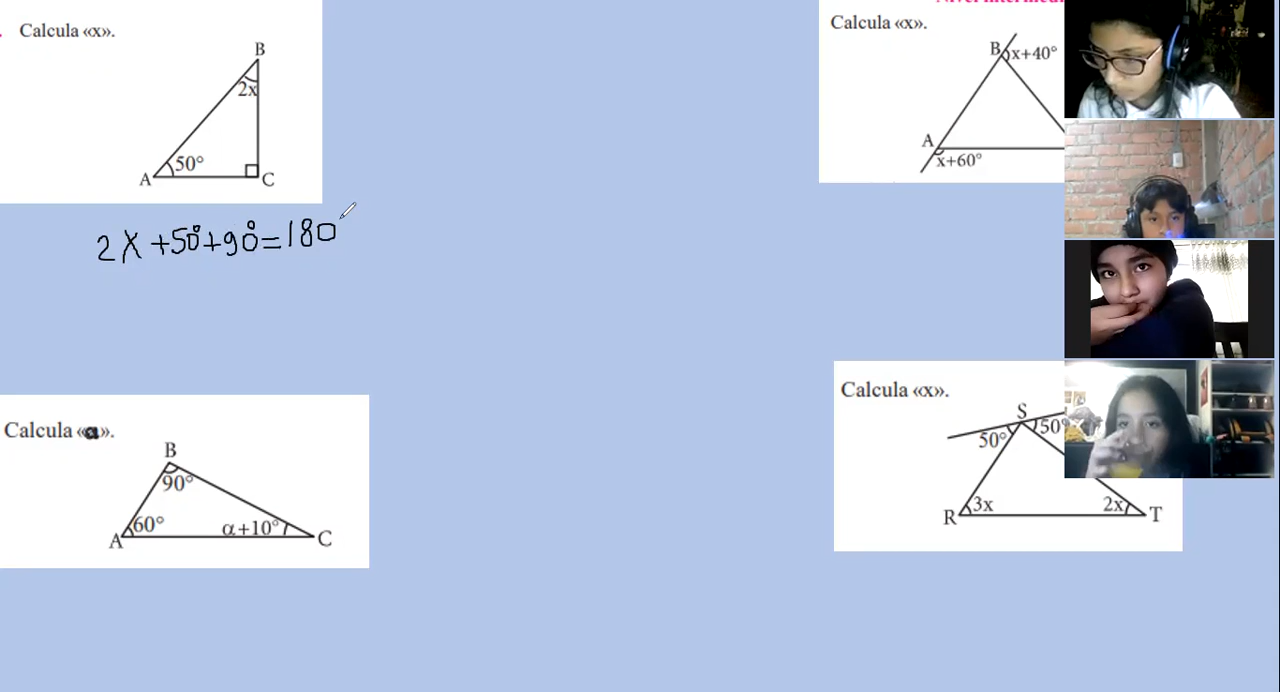 Calcula «x».
B
2x
50°
A
C
2x+50°+90°=180
Calcula «x».
B
x+40°
A
x+60°
Calcula «a».
B
90°
60°
α+10°
A
C
Calcula «x».
S
50°
50°
3x
2x
R
T